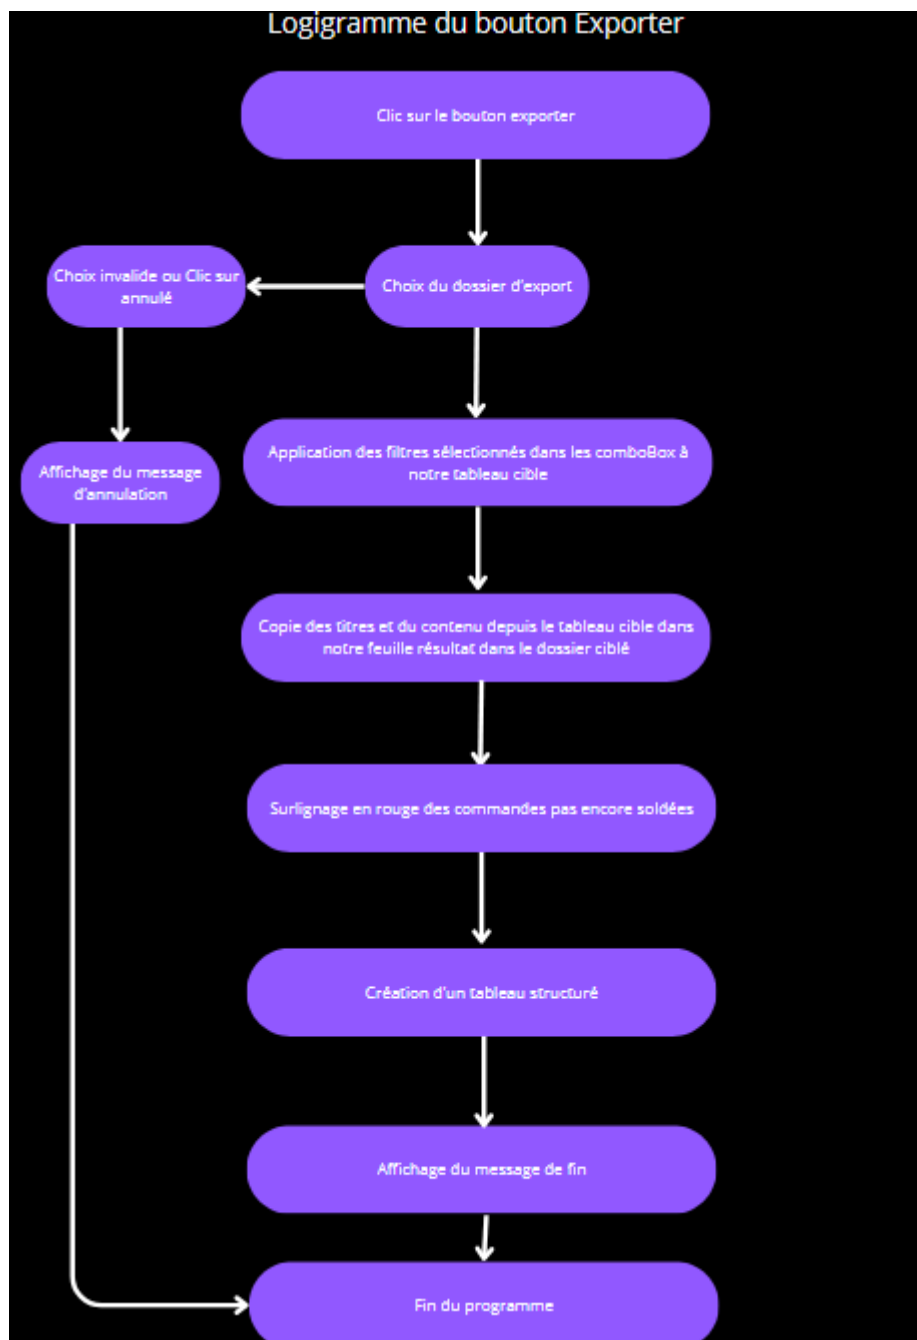 Logigramme du bouton Exporter
Clic sur le bouton exporter
Choix invalide ou Clic sur
annulé
Choix du dossier d'export
Affichage du message
d'annulation
Application des filtres sélectionnés dans les comboBox à
notre tableau cible
Copie des titres et du contenu depuis le tableau cible dans
notre feuille résultat dans le dossier ciblé
Surlignage en rouge des commandes pas encore soldées
Création d'un tableau structuré
Affichage du message de fin
Fin du programme